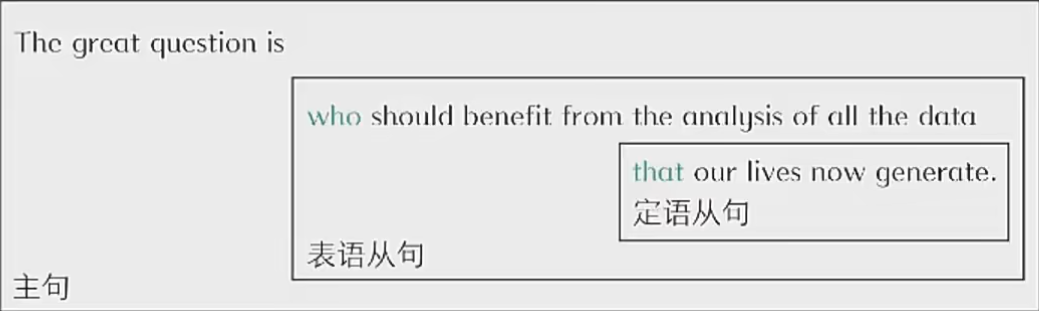 The great question is
who should benefit from the analysis of all the data
that our lives now generate.
定语从句
表语从句
主句